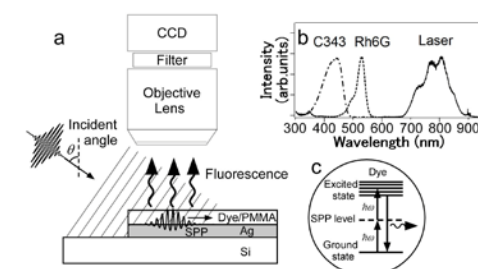 a
CCD
Filter
Objective
Lens
Incident
angle
θ
Fluorescence
Dye/PMMA
SPP
Ag
Si
b
C343
Rh6G
Laser
Intensity
(arb.units)
300
400
500
600
700
800
900
Wavelength (nm)
c
Dye
Excited
state
ħω
SPP level
ħω
Ground
state